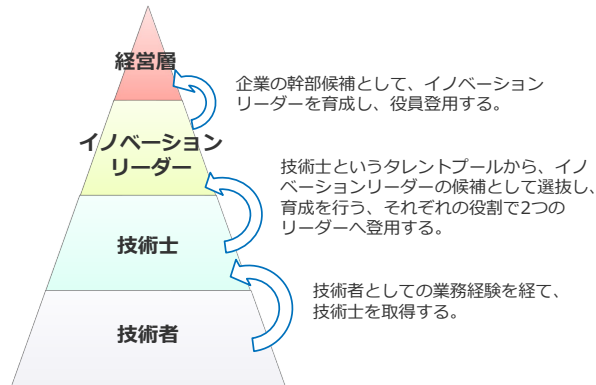 経営層
企業の幹部候補として、イノベーション
リーダーを育成し、役員登用する。
イノベーション
リーダー
技術士というタレントプールから、イノ
ベーションリーダーの候補として選抜し、
育成を行う、それぞれの役割で2つの
リーダーへ登用する。
技術士
技術者としての業務経験を経て、
技術士を取得する。
技術者